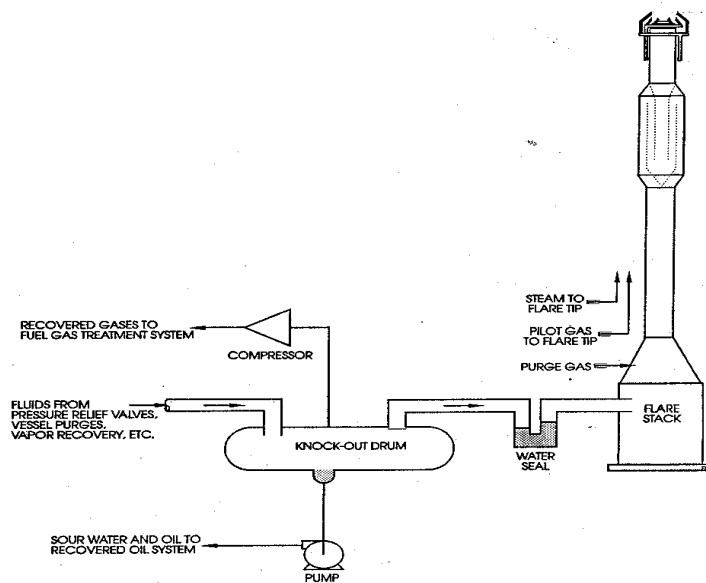 STEAM TO
FLARE TIP
PILOT GAS
TO FLARE TIP
PURGE GAS
RECOVERED GASES TO
FUEL GAS TREATMENT SYSTEM
COMPRESSOR
FLUIDS FROM
PRESSURE RELIEF VALVES,
VESSEL PURGES,
VAPOR RECOVERY, ETC.
KNOCK-OUT DRUM
FLARE
STACK
WATER
SEAL
SOUR WATER AND OIL TO
RECOVERED OIL SYSTEM
PUMP